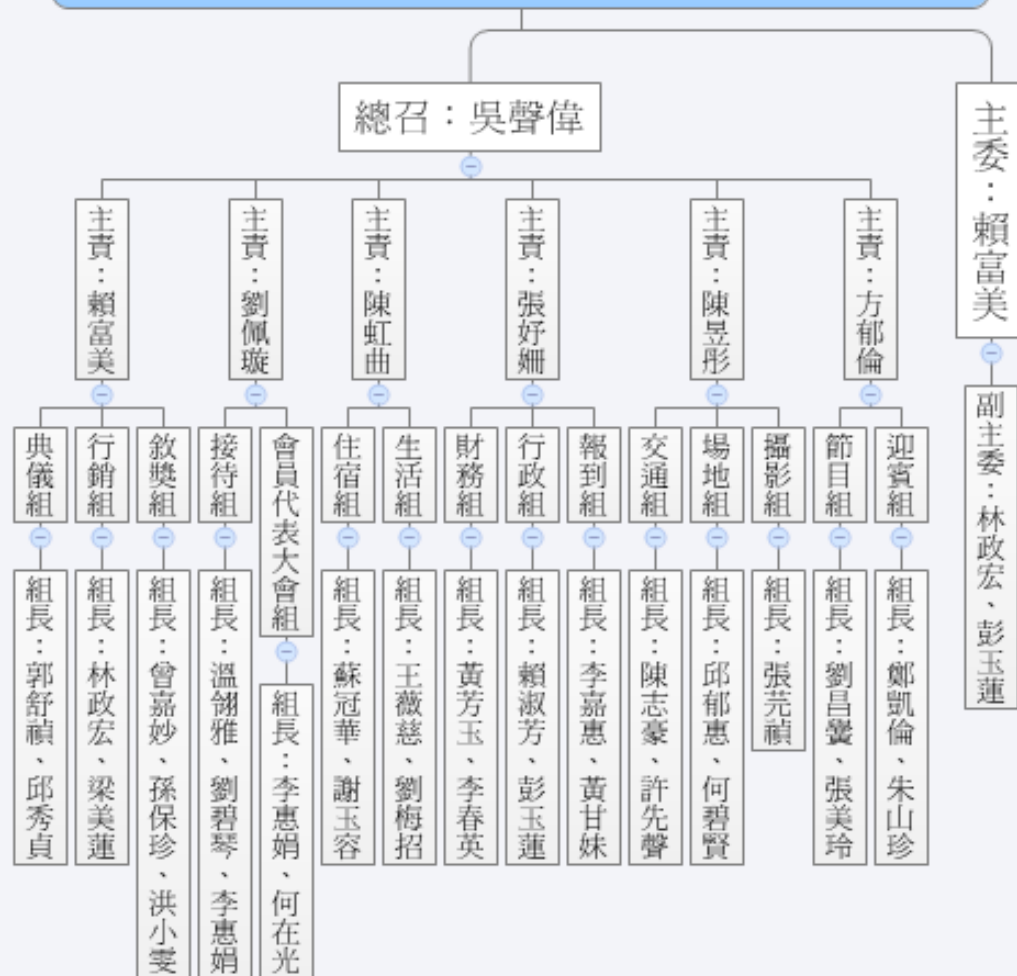 總召：吳聲偉
主委：賴富美
副主委：林政宏、彭玉蓮
主責：賴富美
主責：劉佩璇
主責：陳虹曲
主責：張妤姍
主責：陳昱彤
主責：方郁倫
典儀組
行銷組
敘獎組
接待組
會員代表大會組
住宿組
生活組
財務組
行政組
報到組
交通組
場地組
攝影組
節目組
迎賓組
組長：郭舒禎、邱秀貞
組長：林政宏、梁美蓮
組長：曾嘉妙、孫保珍、洪小雯
組長：溫翎雅、劉碧琴、李惠娟
組長：李惠娟、何在光
組長：蘇冠華、謝玉容
組長：王薇慈、劉梅招
組長：黃芳玉、李春英
組長：賴淑芳、彭玉蓮
組長：李嘉惠、黃甘妹
組長：陳志豪、許先聲
組長：邱郁惠、何碧賢
組長：張芫禎
組長：劉昌鑾、張美玲
組長：鄭凱倫、朱山珍